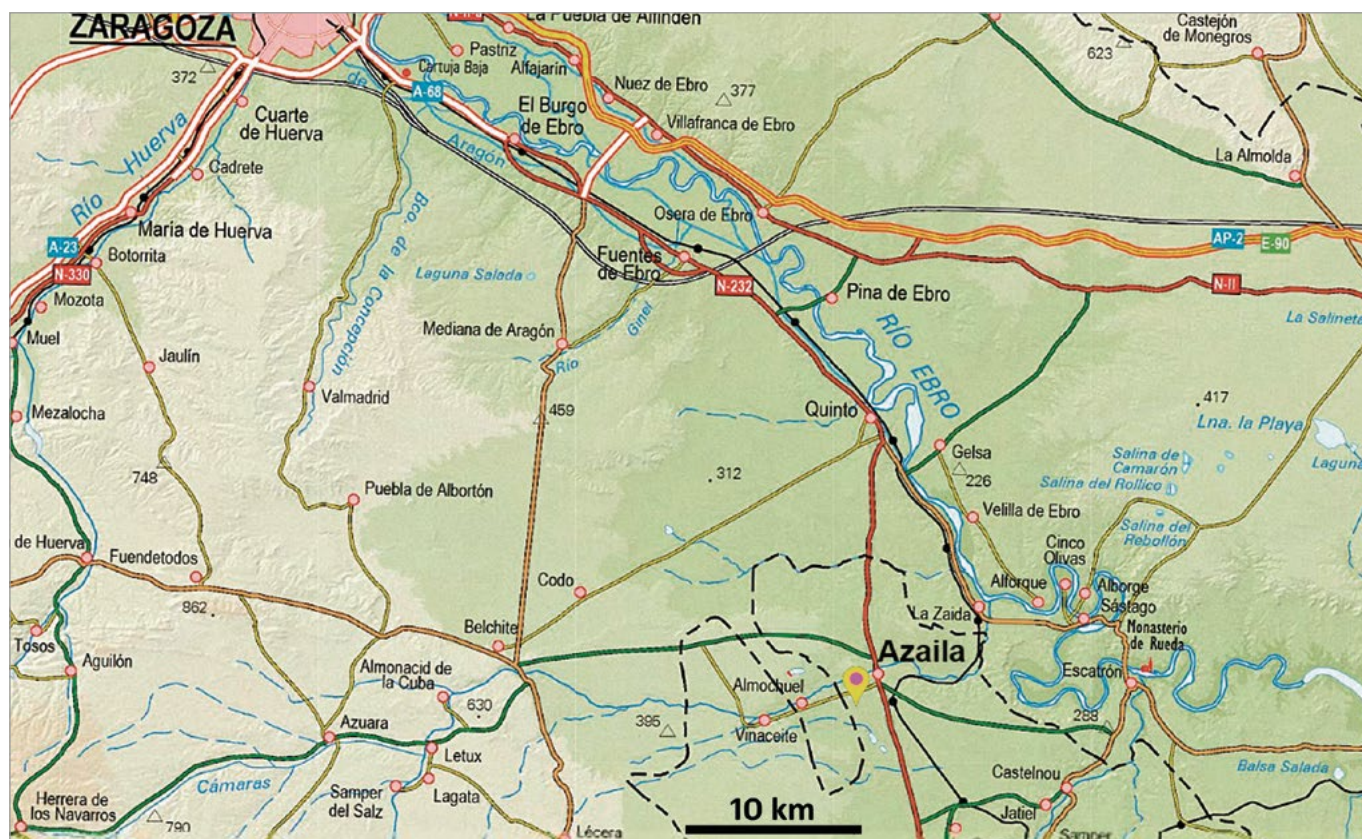 ZARAGOZA
La Puebla de Alfindén
Pastriz
Alfajarín
Cartuja Baja
372
A-68
de
Nuez de Ebro
377
623
Castejón
de Monegros
Cuarte
de Huerva
El Burgo
de Ebro
Villafranca de Ebro
Aragón
Río Huerva
Cadrete
La Almolda
María de Huerva
Osera de Ebro
A-23
N-330
Botorrita
AP-2
E-90
Bco. de la Concepción
Laguna Salada
Fuentes
de Ebro
N-232
N-II
Mozota
Pina de Ebro
RÍO EBRO
La Salineta
Muel
Mediana de Aragón
Río
Ginel
Jaulín
Valmadrid
Mezalocha
459
Quinto
417
Lna. la Playa
Laguna
748
312
Gelsa
226
Salina de
Camarón
Salina del Rollico
Puebla de Albortón
Velilla de Ebro
Salina del
Rebollón
de Huerva
Fuendetodos
Cinco
Olivas
Codo
Alforque
Alborge
862
La Zaida
Sástago
Tosos
Belchite
Monasterio
de Rueda
Aguilón
Almonacid de
la Cuba
Azaila
Escatrón
630
Almochuel
Azuara
395
Vinaceite
288
Letux
Cámaras
Samper
del Salz
Lagata
Castelnou
Balsa Salada
Herrera de
los Navarros
790
Lécera
10 km
Jatiel
Samper